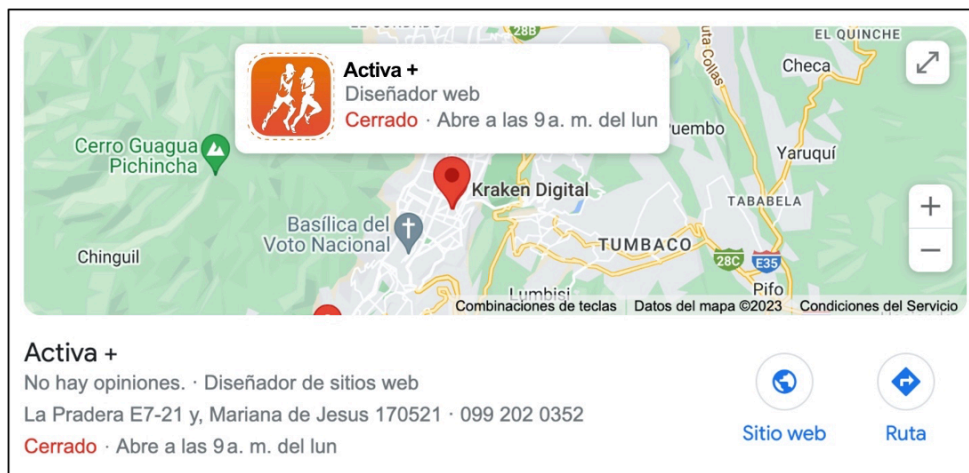 28B
EL QUINCHE
Checa
Activa +
Diseñador web
Cerrado · Abre a las 9 a. m. del lun
Cerro Guagua
Pichincha
Yaruquí
Kraken Digital
TABABELA
Basílica del
Voto Nacional
TUMBACO
Chinguil
28C
E35
Pifo
Lumbisi
Combinaciones de teclas
Datos del mapa ©2023
Condiciones del Servicio
Activa +
No hay opiniones. · Diseñador de sitios web
La Pradera E7-21 y, Mariana de Jesus 170521 · 099 202 0352
Cerrado · Abre a las 9 a. m. del lun
Sitio web
Ruta